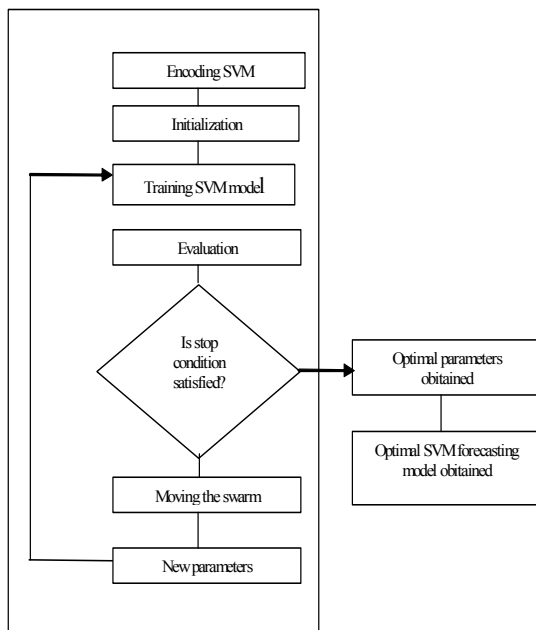 Encoding SVM
Initialization
Training SVM model
Evaluation
Is stop
condition
satisfied?
Optimal parameters
obitained
Optimal SVM forecasting
model obitained
Moving the swarm
New parameters